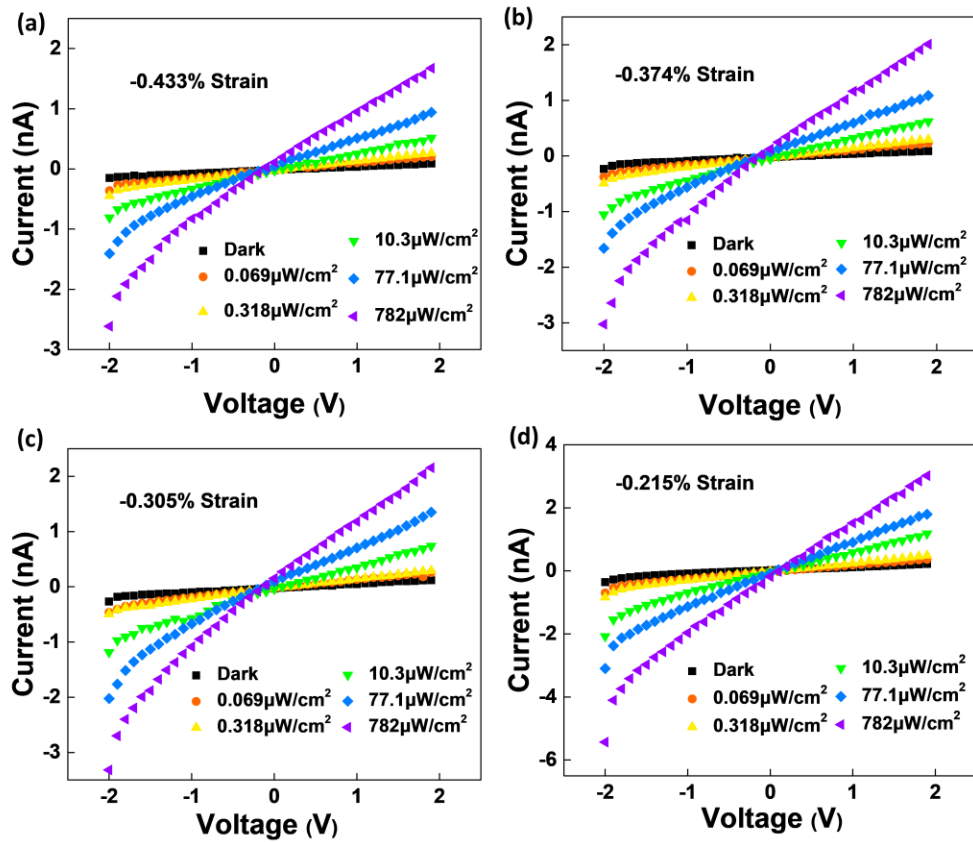 (a)
-0.433% Strain
Current (nA)
2
1
0
-1
-2
-3
-2
-1
0
1
2
Voltage (V)
Dark
0.069μW/cm²
0.318μW/cm²
10.3μW/cm²
77.1μW/cm²
782μW/cm²
(b)
-0.374% Strain
Current (nA)
2
1
0
-1
-2
-3
-2
-1
0
1
2
Voltage (V)
Dark
0.069μW/cm²
0.318μW/cm²
10.3μW/cm²
77.1μW/cm²
782μW/cm²
(c)
-0.305% Strain
Current (nA)
2
1
0
-1
-2
-3
-2
-1
0
1
2
Voltage (V)
Dark
0.069μW/cm²
0.318μW/cm²
10.3μW/cm²
77.1μW/cm²
782μW/cm²
(d)
-0.215% Strain
Current (nA)
4
2
0
-2
-4
-6
-2
-1
0
1
2
Voltage (V)
Dark
0.069μW/cm²
0.318μW/cm²
10.3μW/cm²
77.1μW/cm²
782μW/cm²